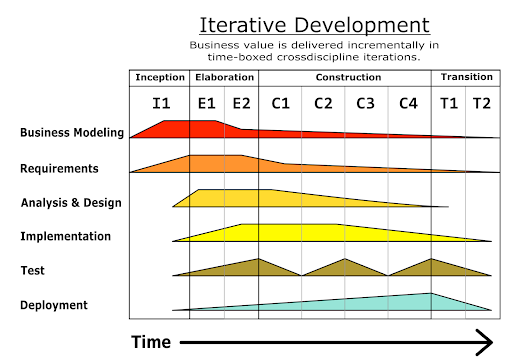 Iterative Development
Business value is delivered incrementally in
time-boxed crossdiscipline iterations.
Inception Elaboration Construction Transition
I1 E1 E2 C1 C2 C3 C4 T1 T2
Business Modeling
Requirements
Analysis & Design
Implementation
Test
Deployment
Time